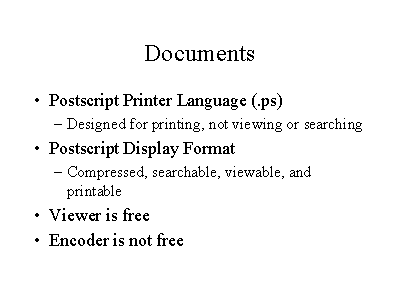 Documents
• Postscript Printer Language (.ps)
– Designed for printing, not viewing or searching
• Postscript Display Format
– Compressed, searchable, viewable, and
printable
• Viewer is free
• Encoder is not free